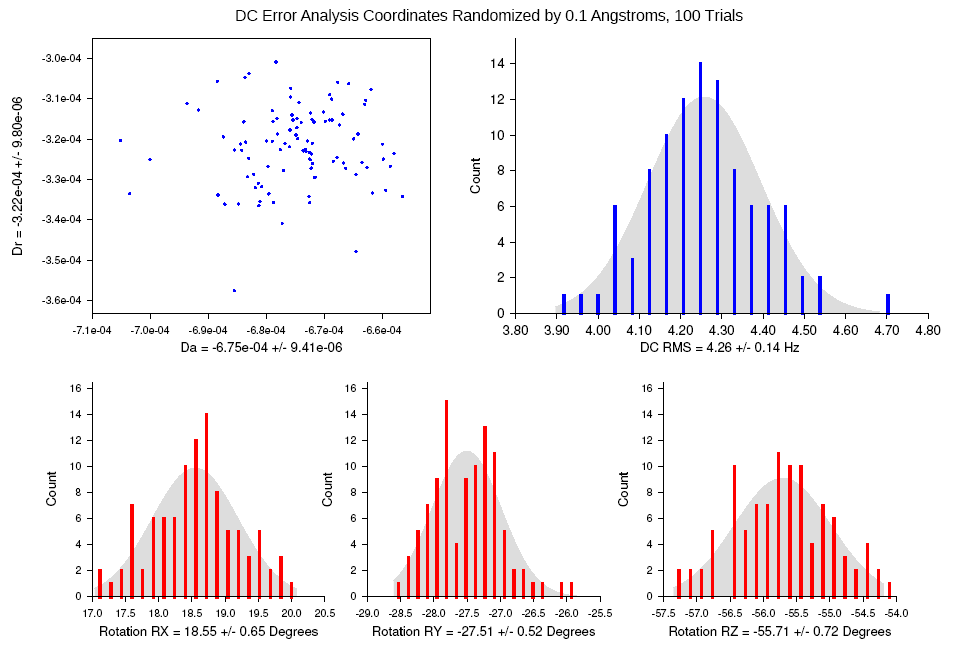 DC Error Analysis Coordinates Randomized by 0.1 Angstroms, 100 Trials
Dr = -3.22e-04 +/- 9.80e-06
-3.0e-04
-3.1e-04
-3.2e-04
-3.3e-04
-3.4e-04
-3.5e-04
-3.6e-04
-7.1e-04 -7.0e-04 -6.9e-04 -6.8e-04 -6.7e-04 -6.6e-04
Da = -6.75e-04 +/- 9.41e-06
Count
14
12
10
8
6
4
2
0
3.80 3.90 4.00 4.10 4.20 4.30 4.40 4.50 4.60 4.70 4.80
DC RMS = 4.26 +/- 0.14 Hz
Count
16
14
12
10
8
6
4
2
0
17.0 17.5 18.0 18.5 19.0 19.5 20.0 20.5
Rotation RX = 18.55 +/- 0.65 Degrees
Count
16
14
12
10
8
6
4
2
0
-29.0 -28.5 -28.0 -27.5 -27.0 -26.5 -26.0 -25.5
Rotation RY = -27.51 +/- 0.52 Degrees
Count
16
14
12
10
8
6
4
2
0
-57.5 -57.0 -56.5 -56.0 -55.5 -55.0 -54.5 -54.0
Rotation RZ = -55.71 +/- 0.72 Degrees